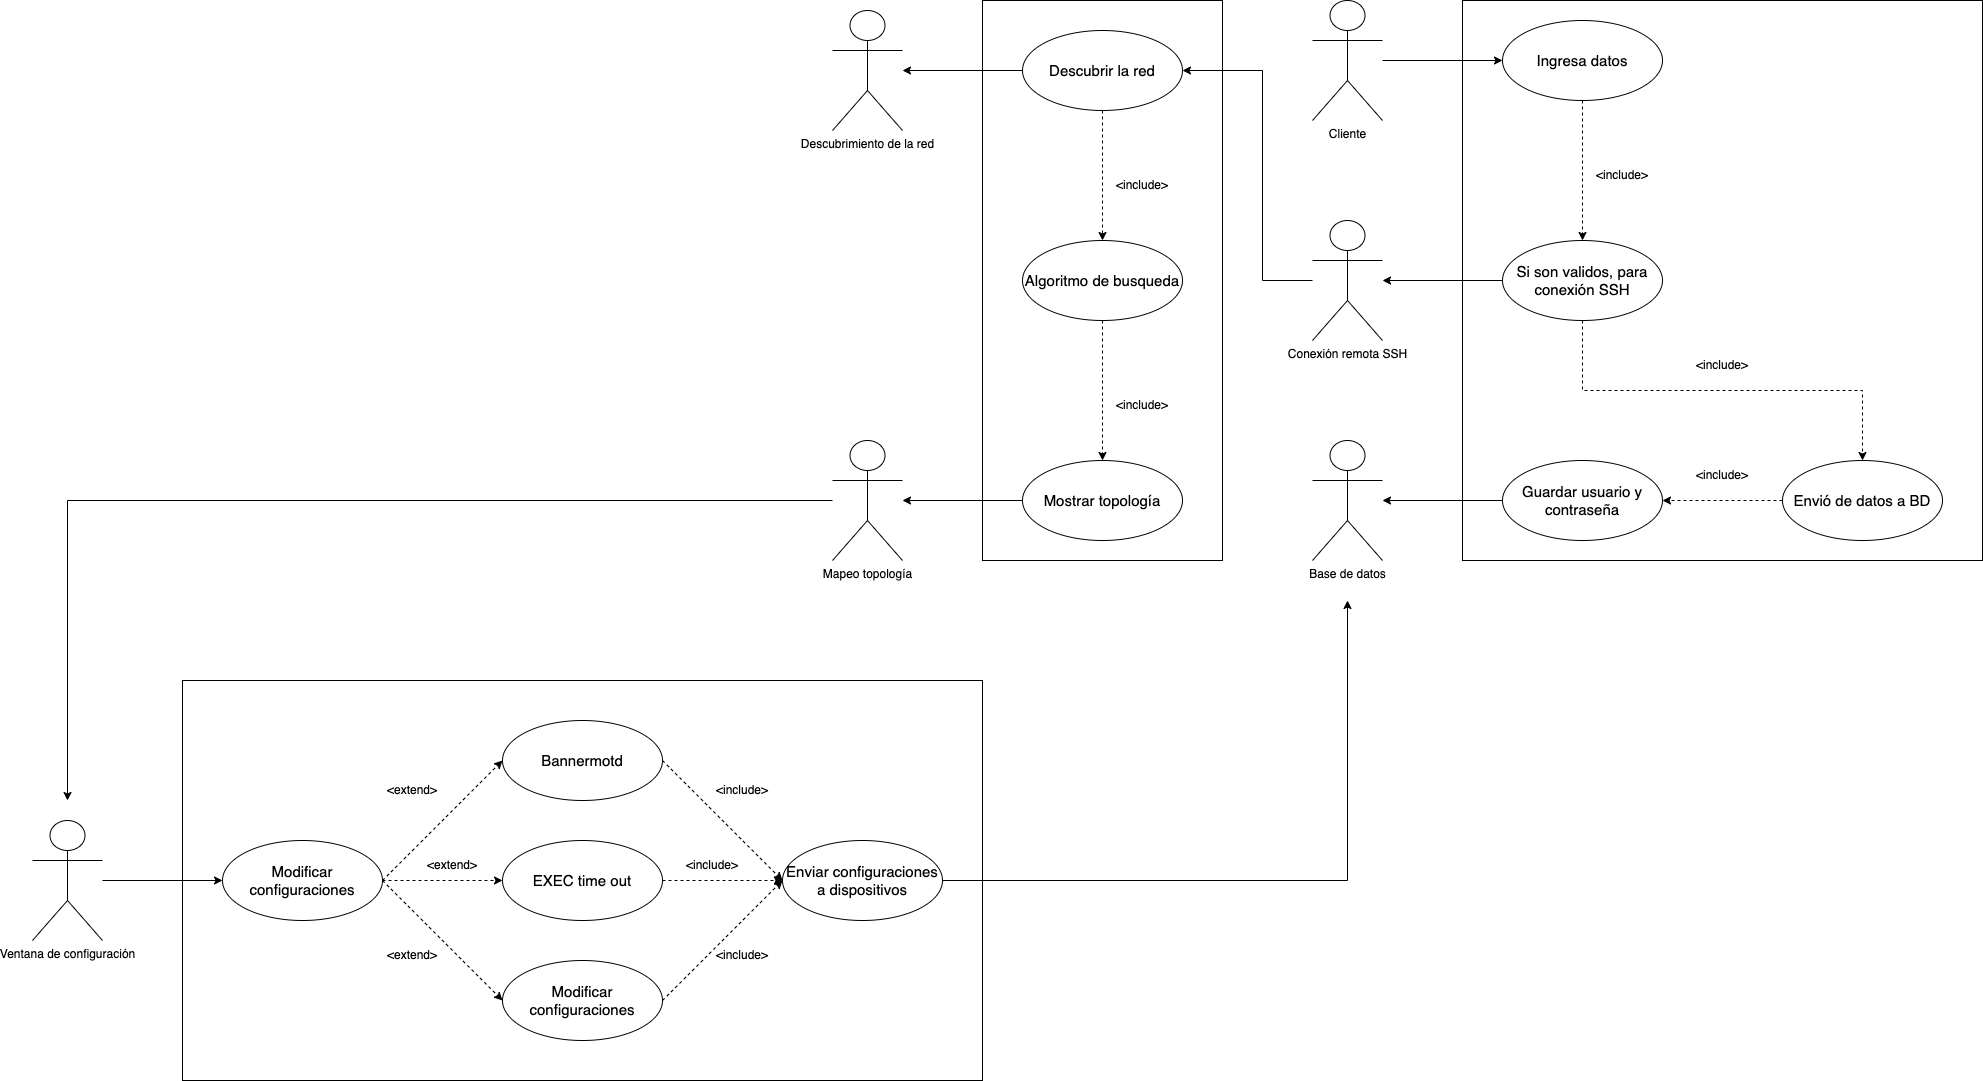 Descubrir la red
Ingresa datos
Descubrimiento de la red
Cliente
<include>
<include>
Algoritmo de busqueda
Si son validos, para
conexión SSH
Conexión remota SSH
<include>
<include>
<include>
Mostrar topología
Guardar usuario y
contraseña
Envió de datos a BD
Mapeo topología
Base de datos
Bannermotd
<extend>
<include>
<extend>
<include>
Modificar
configuraciones
EXEC time out
Enviar configuraciones
a dispositivos
Ventana de configuración
<extend>
<include>
Modificar
configuraciones